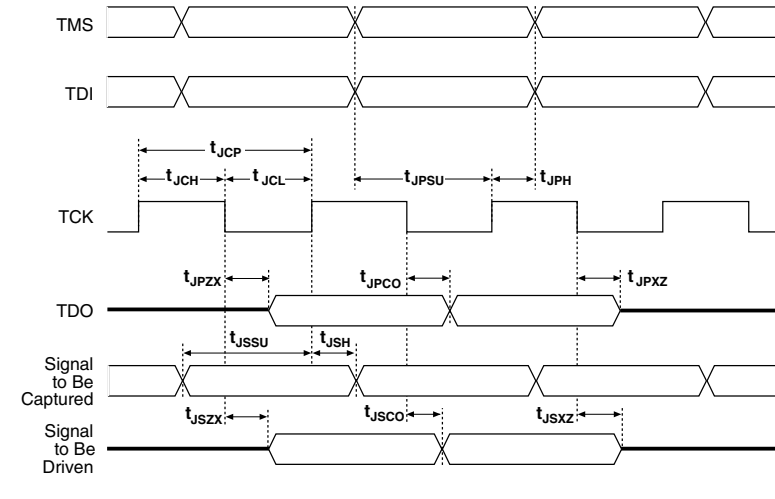 TMS
TDI
tJCP
tJCH
tJCL
tJPSU
tJPH
TCK
tJPZX
tJPCO
tJPXZ
TDO
tJSSU
tJSH
Signal
to Be
Captured
tJSZX
tJSCO
tJSXZ
Signal
to Be
Driven